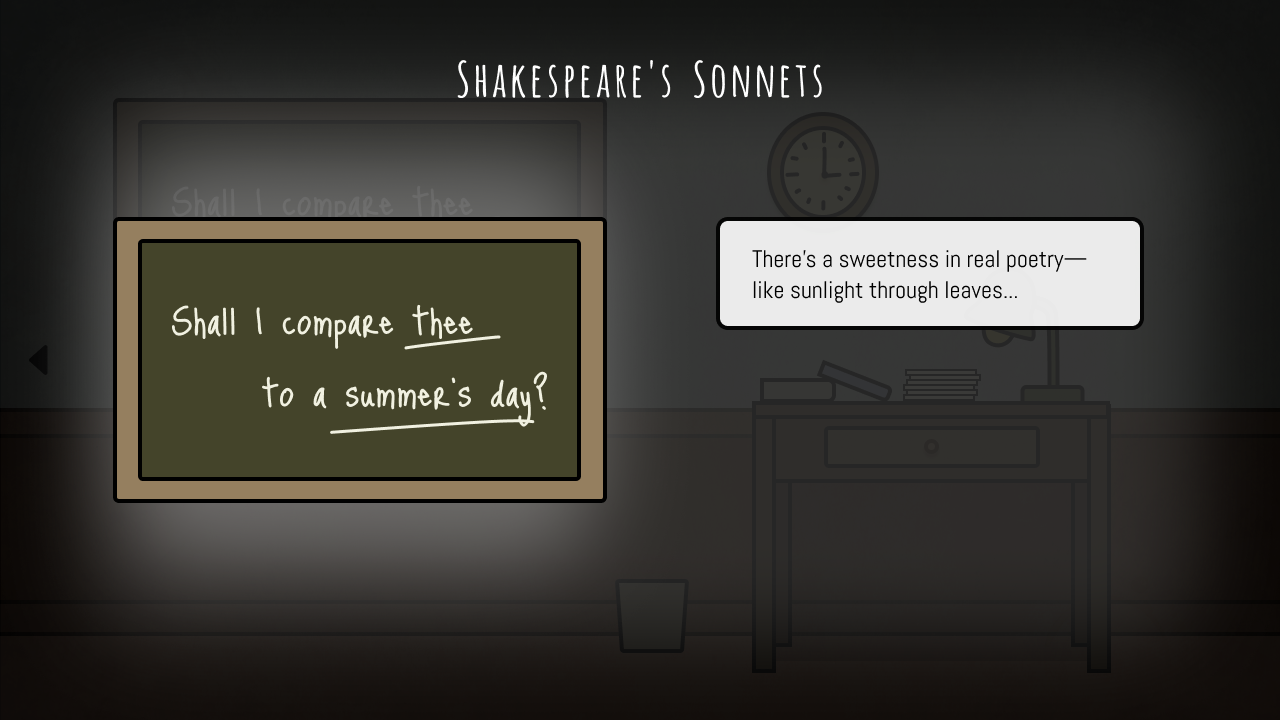 Shakespeare's Sonnets
Shall I compare thee
Shall I compare thee
to a summer's day?
There's a sweetness in real poetry—
like sunlight through leaves...